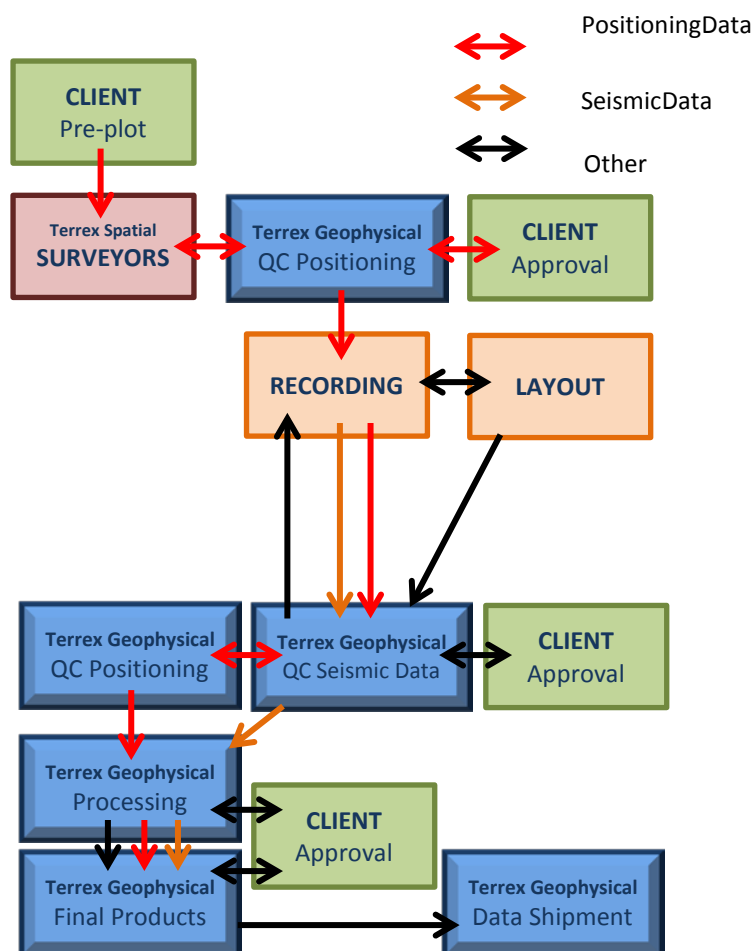 PositioningData
SeismicData
Other
CLIENT
Pre-plot
Terrex Spatial
SURVEYORS
Terrex Geophysical
QC Positioning
CLIENT
Approval
RECORDING
LAYOUT
Terrex Geophysical
QC Positioning
Terrex Geophysical
QC Seismic Data
CLIENT
Approval
Terrex Geophysical
Processing
CLIENT
Approval
Terrex Geophysical
Final Products
Terrex Geophysical
Data Shipment